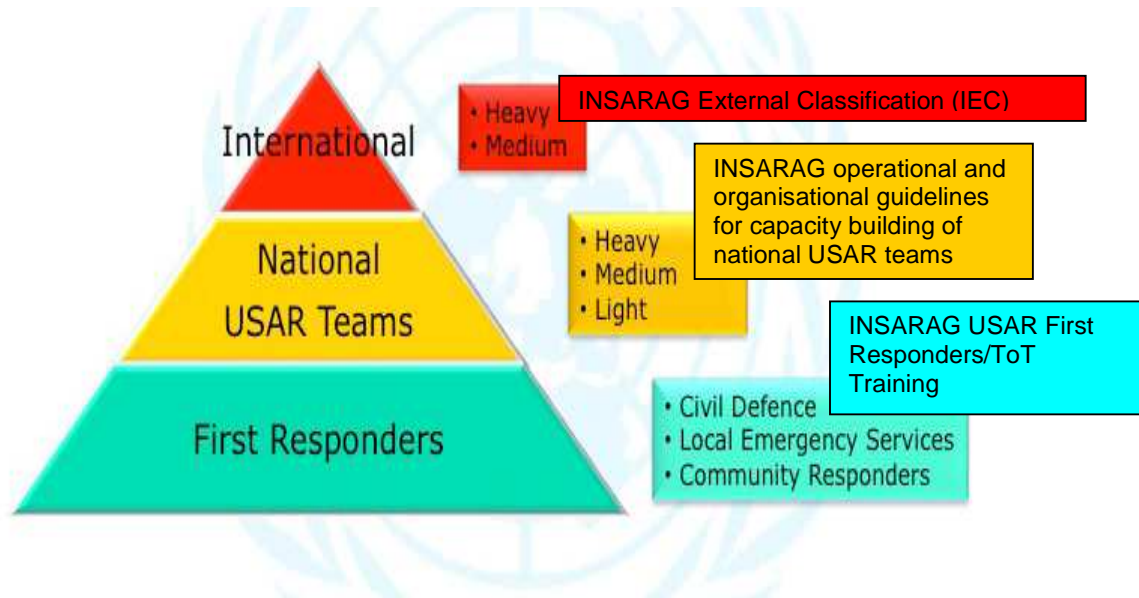 International
• Heavy
• Medium
INSARAG External Classification (IEC)
National
USAR Teams
• Heavy
• Medium
• Light
INSARAG operational and
organisational guidelines
for capacity building of
national USAR teams
First Responders
• Civil Defence
• Local Emergency Services
• Community Responders
INSARAG USAR First
Responders/ToT
Training